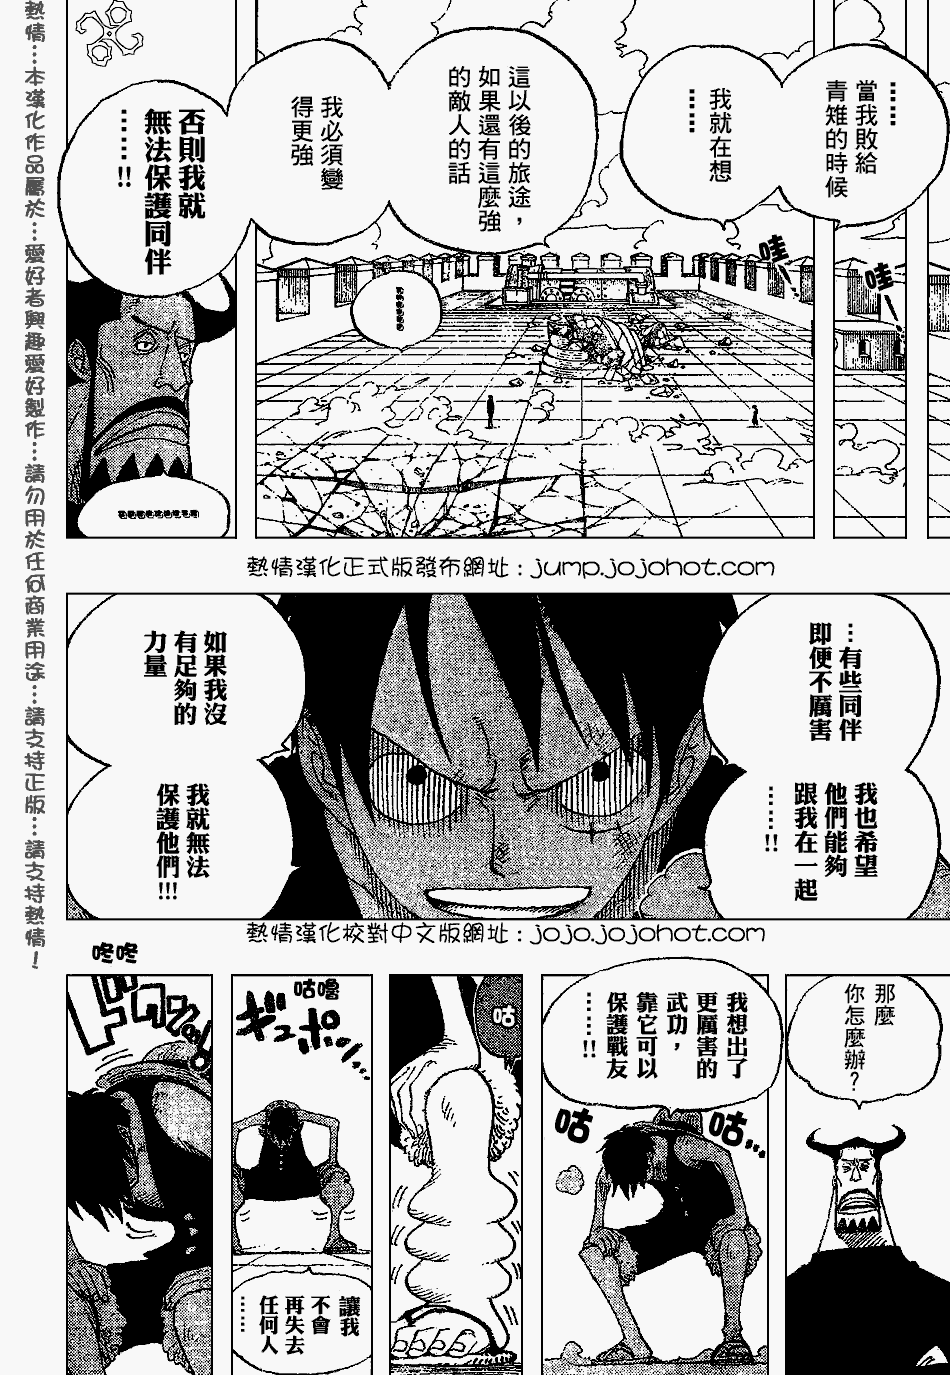 ……
當我敗給
青雉的時候
我就在想
……
這以後的旅途，
如果還有這麼強
的敵人的話
我必須變
得更強
否則我就
無法保護同伴
……!!
哇！
哇！
熱情漢化正式版發布網址：jump.jojohot.com
…有些同伴
即便不厲害
我也希望
他們能夠
跟我在一起
……!!
如果我沒
有足夠的
力量
我就無法
保護他們!!!
熱情漢化校對中文版網址：jojo.jojohot.com
那麼
你怎麼辦？
我想出了
更厲害的
武功，
靠它可以
保護戰友
……!!
咕
咕…
咕
咕嚕
ギュポ
讓我
不會
再失去
任何人
……
咚咚
ドクン
熱情…本漢化作品屬於…愛好者興趣愛好製作…請勿用於任何商業用途…請支持正版…請支持熱情！